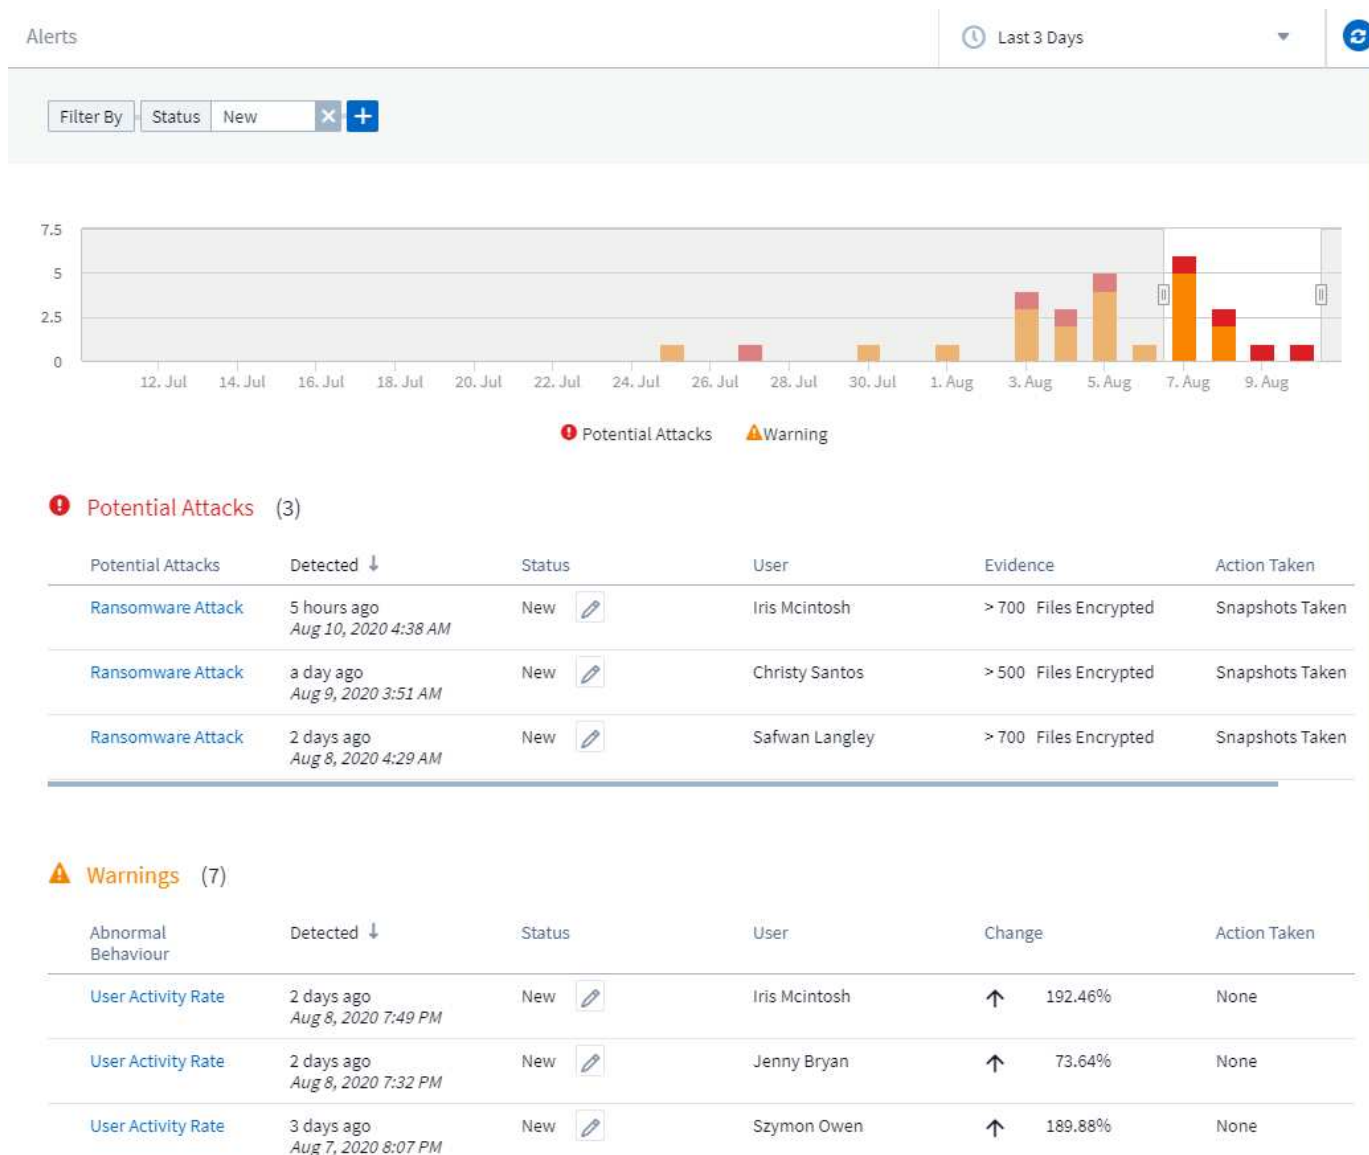 Alerts
Last 3 Days
Filter By Status New
7.5
5
2.5
0
12. Jul 14. Jul 16. Jul 18. Jul 20. Jul 22. Jul 24. Jul 26. Jul 28. Jul 30. Jul 1. Aug 3. Aug 5. Aug 7. Aug 9. Aug
Potential Attacks Warning
Potential Attacks (3)
Potential Attacks Detected ↓ Status User Evidence Action Taken
Ransomware Attack 5 hours ago New Iris Mcintosh > 700 Files Encrypted Snapshots Taken
Aug 10, 2020 4:38 AM
Ransomware Attack a day ago New Christy Santos > 500 Files Encrypted Snapshots Taken
Aug 9, 2020 3:51 AM
Ransomware Attack 2 days ago New Safwan Langley > 700 Files Encrypted Snapshots Taken
Aug 8, 2020 4:29 AM
Warnings (7)
Abnormal Detected ↓ Status User Change Action Taken
Behaviour
User Activity Rate 2 days ago New Iris Mcintosh ↑ 192.46% None
Aug 8, 2020 7:49 PM
User Activity Rate 2 days ago New Jenny Bryan ↑ 73.64% None
Aug 8, 2020 7:32 PM
User Activity Rate 3 days ago New Szymon Owen ↑ 189.88% None
Aug 7, 2020 8:07 PM